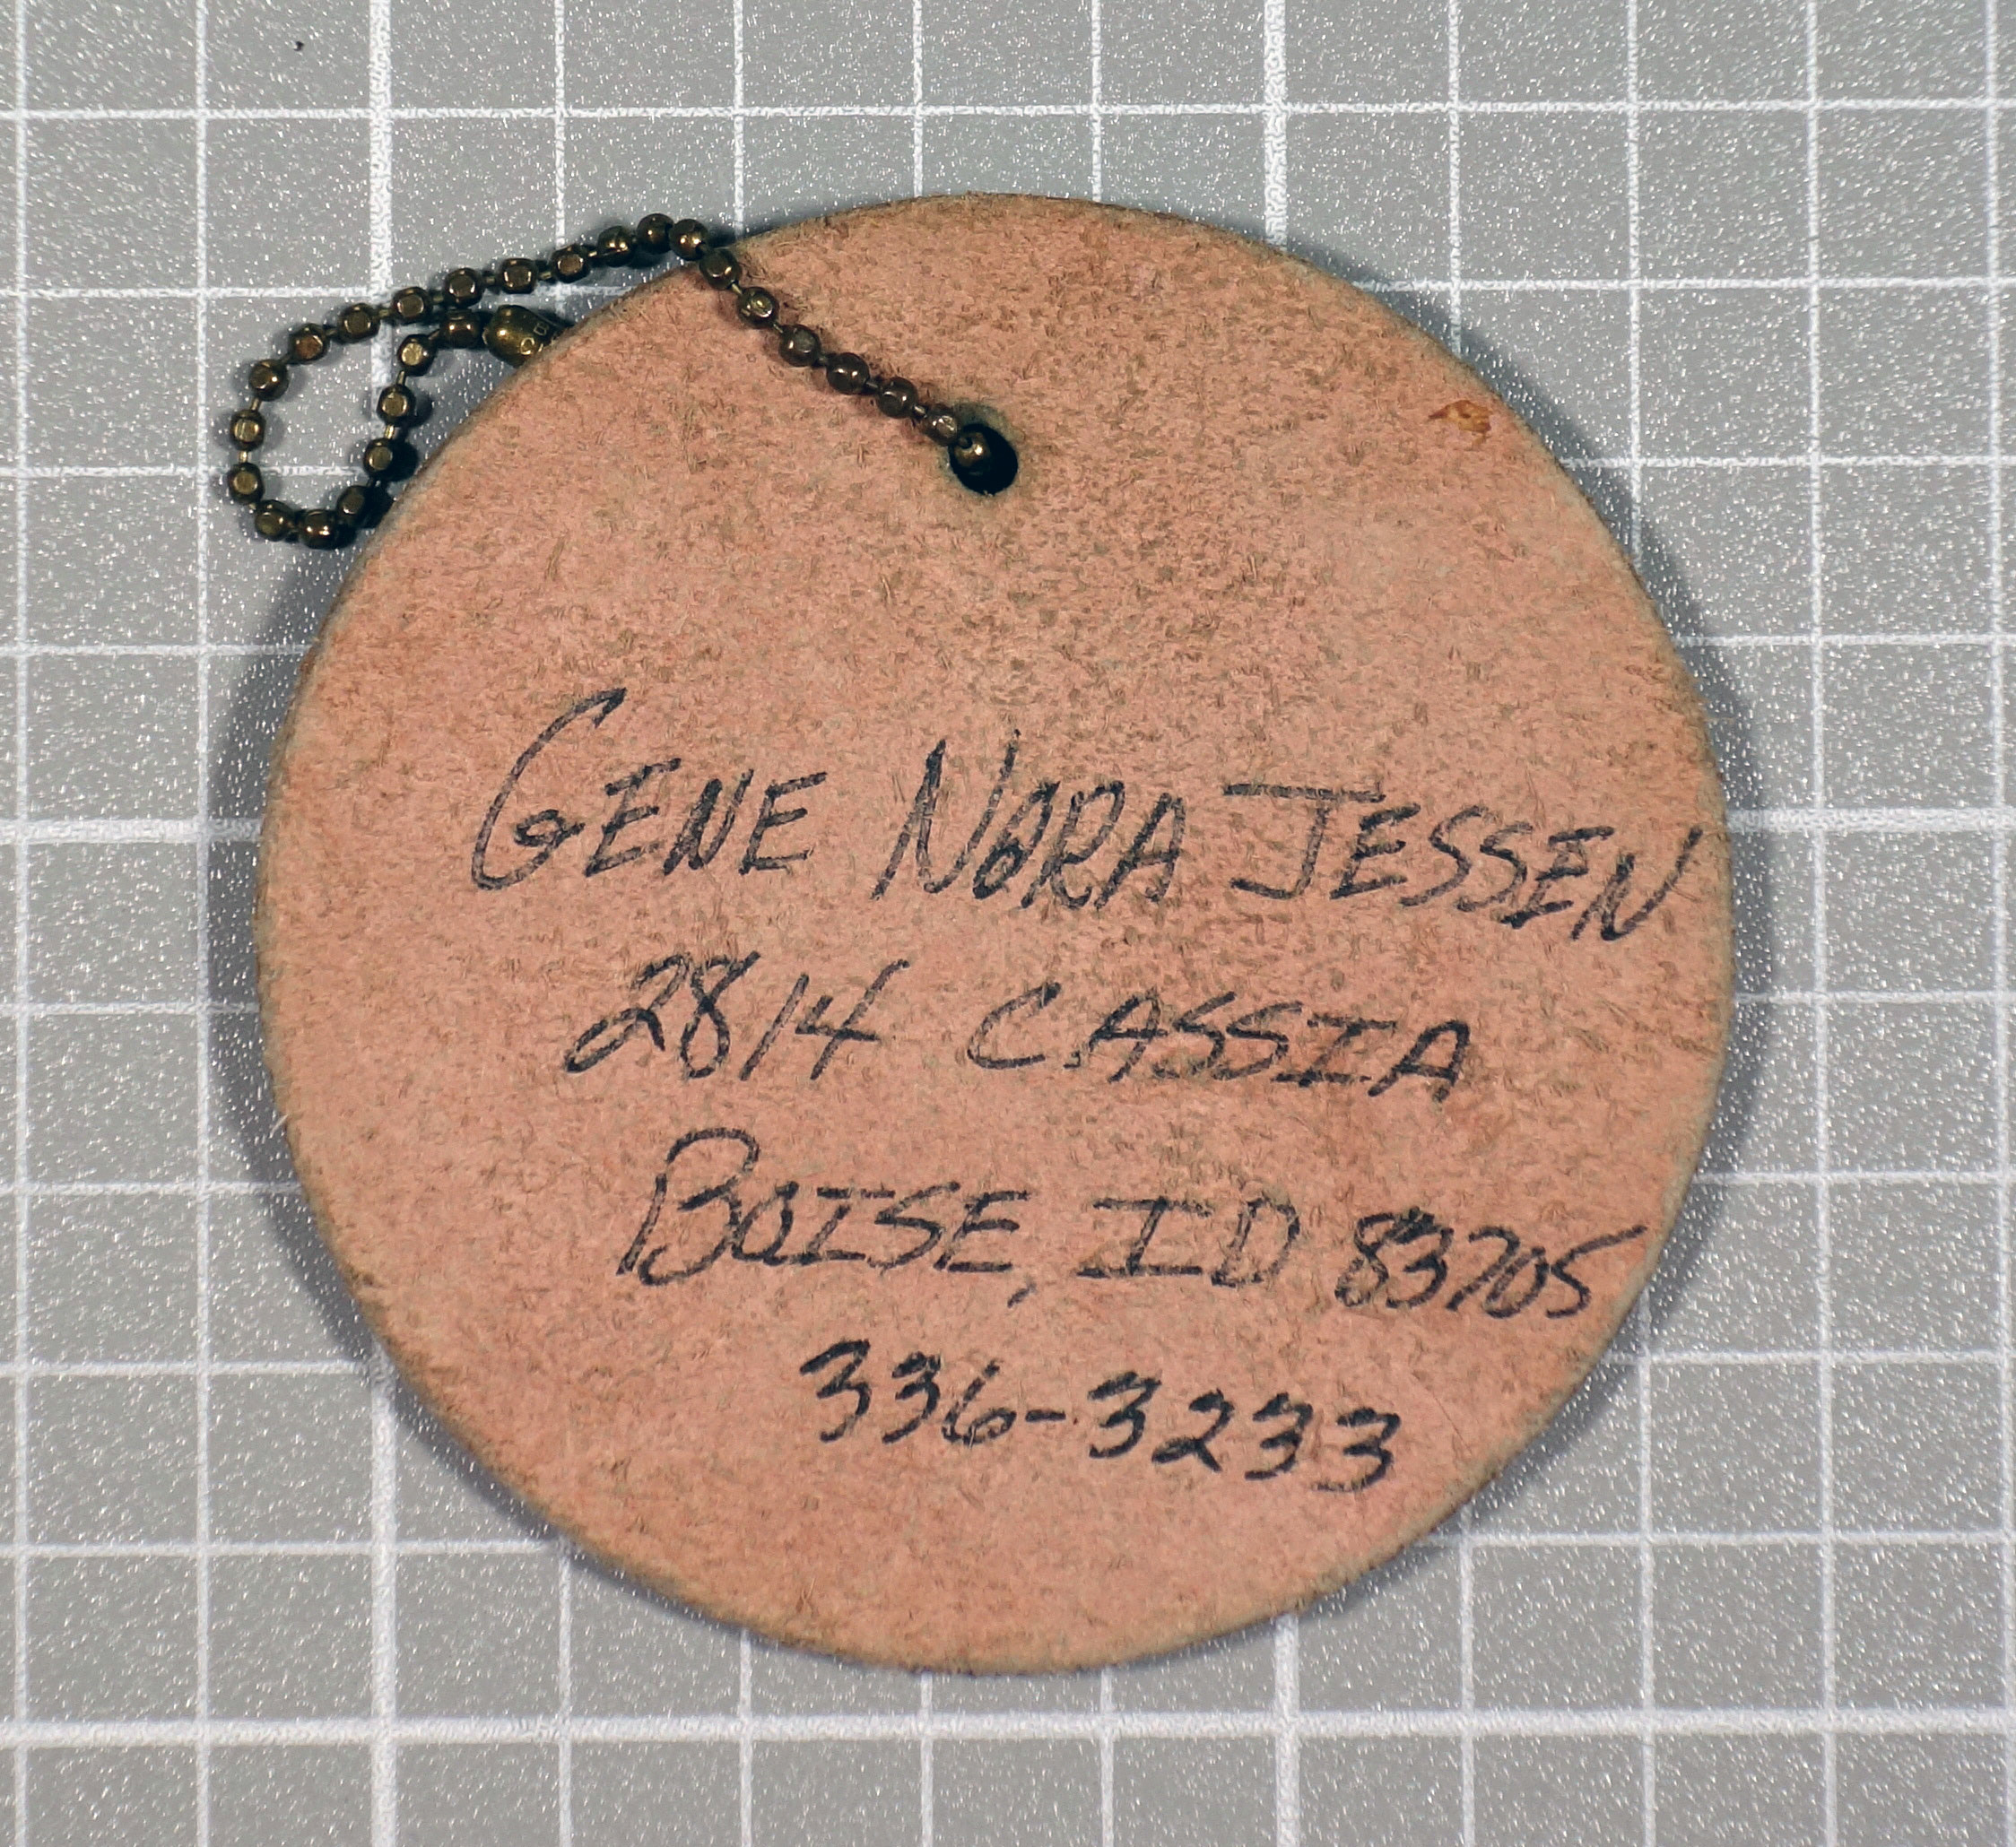 GENE NORA JESSEN
2814 CASSIA
BOISE, ID 83705
336-3233